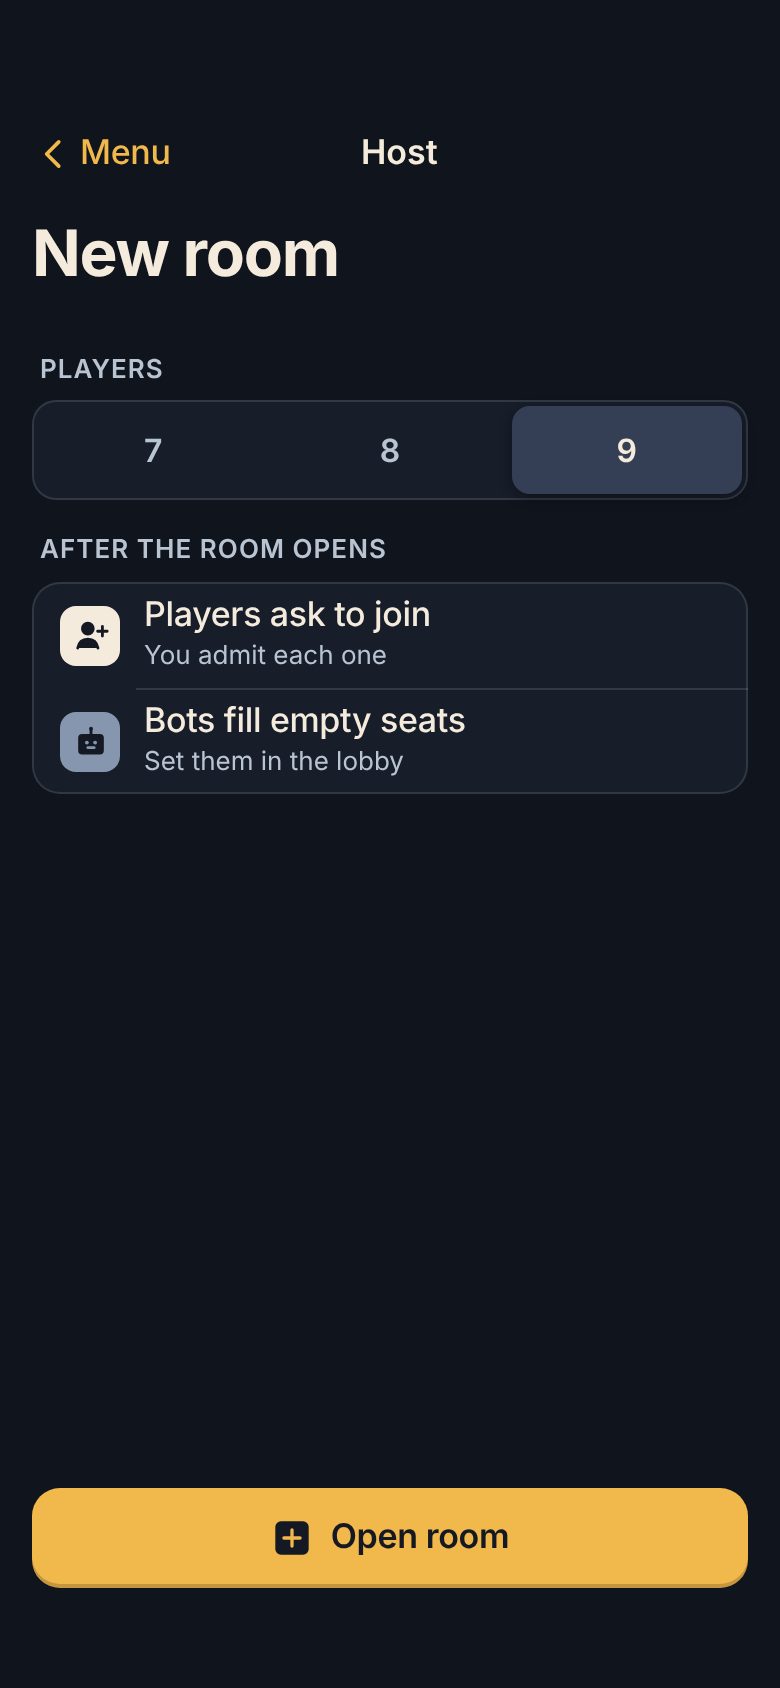 Menu
Host
New room
PLAYERS
7
8
9
AFTER THE ROOM OPENS
Players ask to join
You admit each one
Bots fill empty seats
Set them in the lobby
Open room